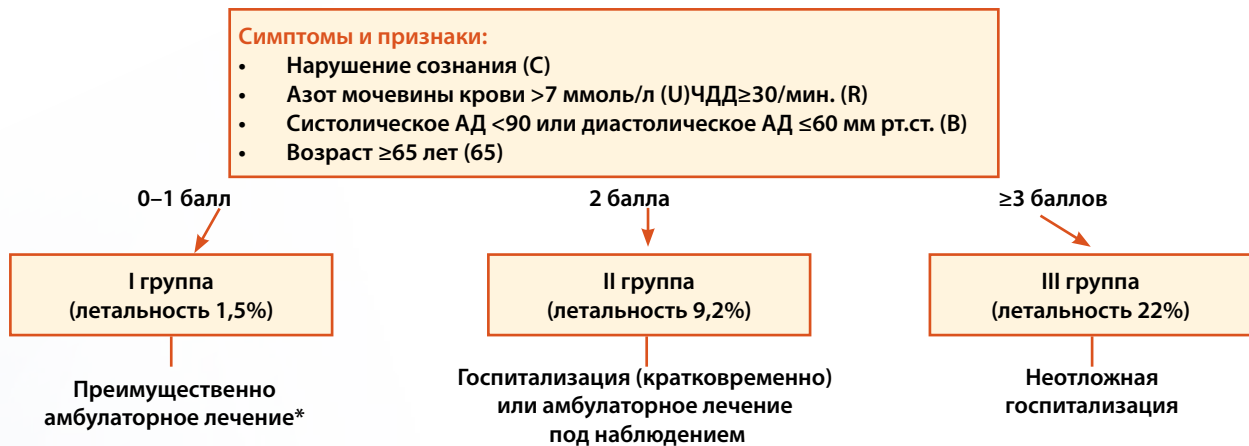 Симптомы и признаки:
• Нарушение сознания (С)
• Азот мочевины крови >7 ммоль/л (U)ЧДД≥30/мин. (R)
• Систолическое АД <90 или диастолическое АД ≤60 мм рт.ст. (B)
• Возраст ≥65 лет (65)
0–1 балл
2 балла
≥3 баллов
I группа
(летальность 1,5%)
II группа
(летальность 9,2%)
III группа
(летальность 22%)
Преимущественно
амбулаторное лечение*
Госпитализация (кратковременно)
или амбулаторное лечение
под наблюдением
Неотложная
госпитализация